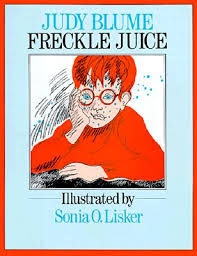 JUDY BLUME
FRECKLE JUICE
Illustrated by
Sonia O. Lisker